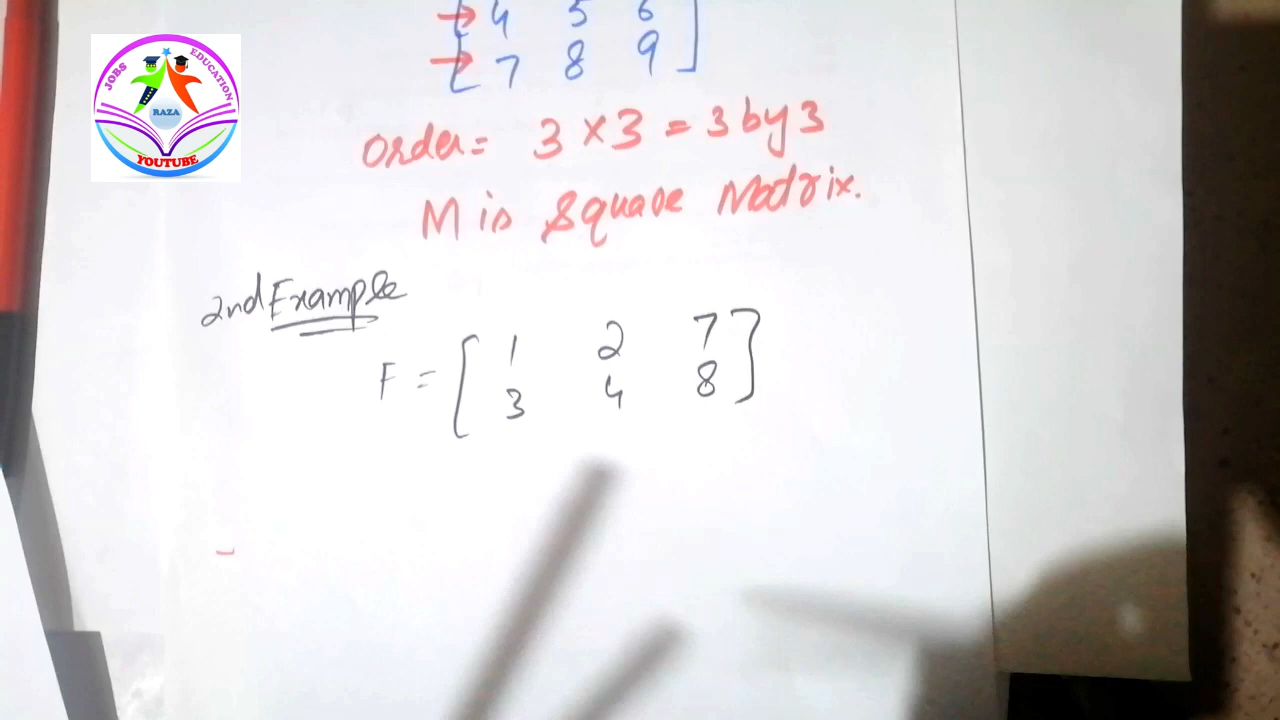 4 5 6
7 8 9
JOBS EDUCATION
RAZA
YOUTUBE
Order= 3 × 3 = 3 by 3
M is Square Matrix.
2nd Example
F = [ 1 2 7
3 4 8 ]